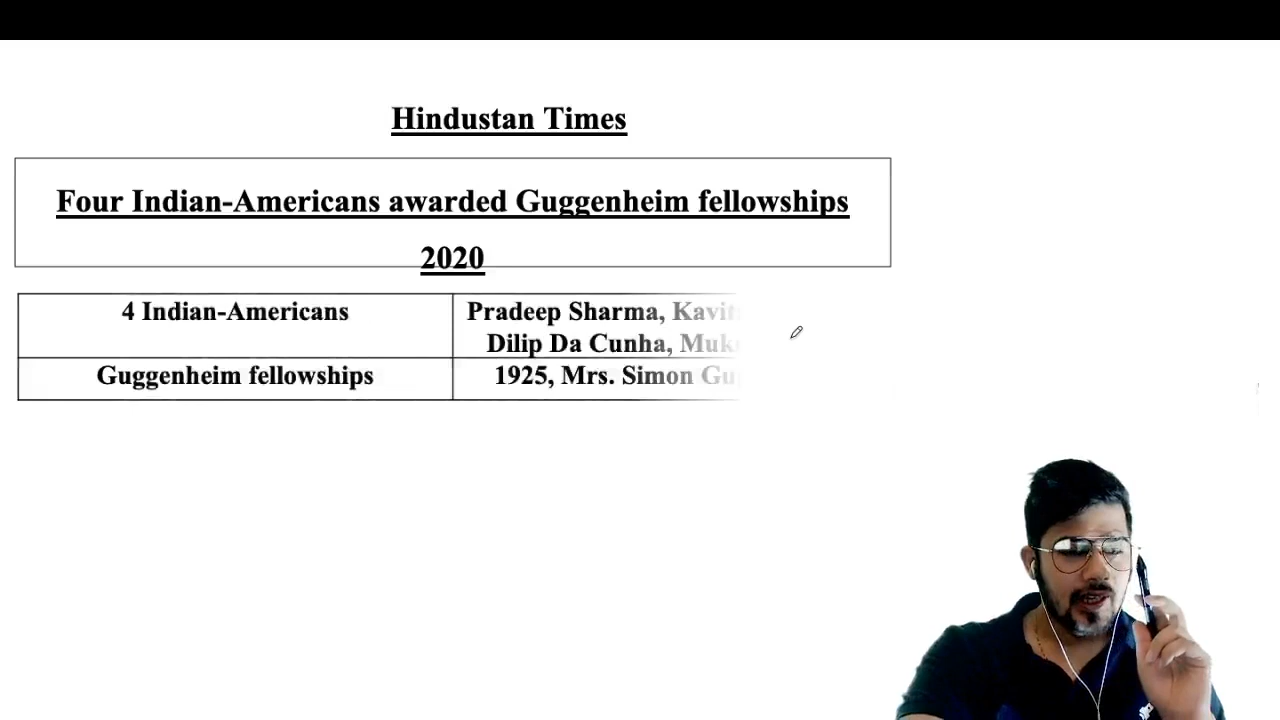 Hindustan Times
Four Indian-Americans awarded Guggenheim fellowships
2020
4 Indian-Americans
Pradeep Sharma,
Dilip Da Cunha,
Guggenheim fellowships
1925, Mrs. Simon